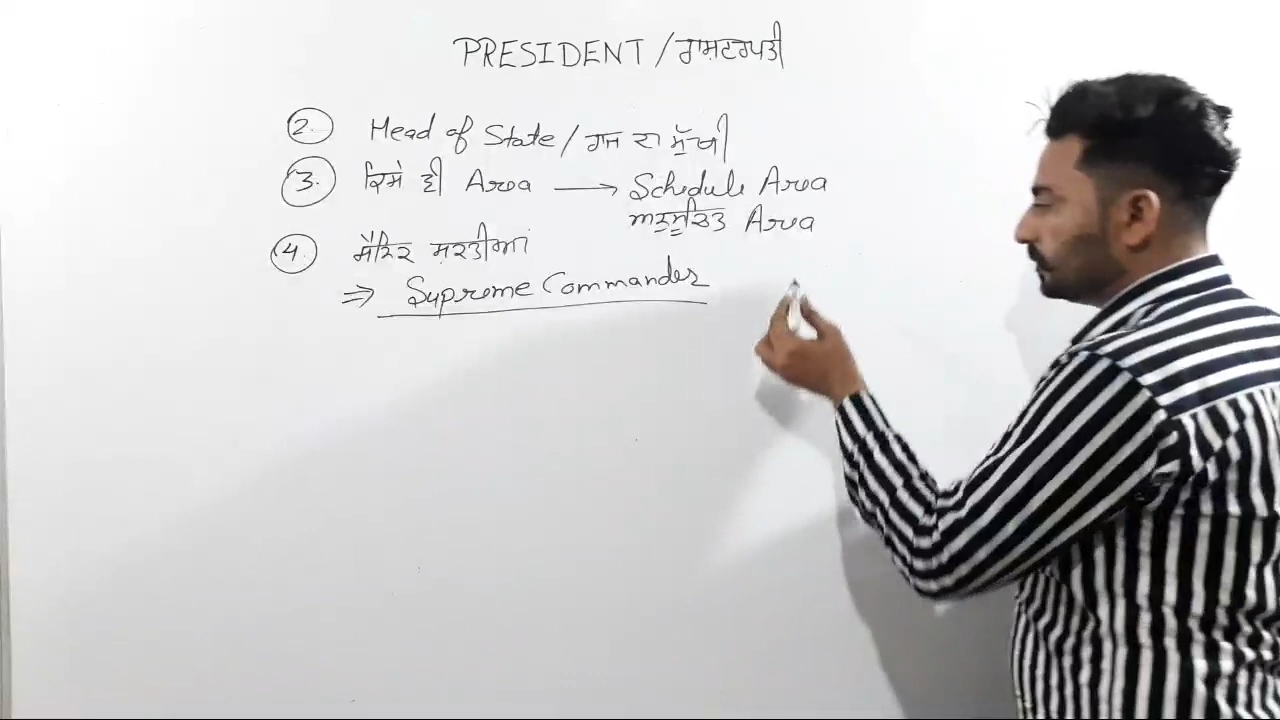 PRESIDENT / ਰਾਸ਼ਟਰਪਤੀ
2. Head of State / ਰਾਜ ਦਾ ਮੁੱਖੀ
3. ਕਿਸੇ ਵੀ Area → Schedule Area
ਅਨੁਸੂਚਿਤ Area
4. ਸੈਨਿਕ ਸ਼ਕਤੀਆਂ
⇒ Supreme Commander